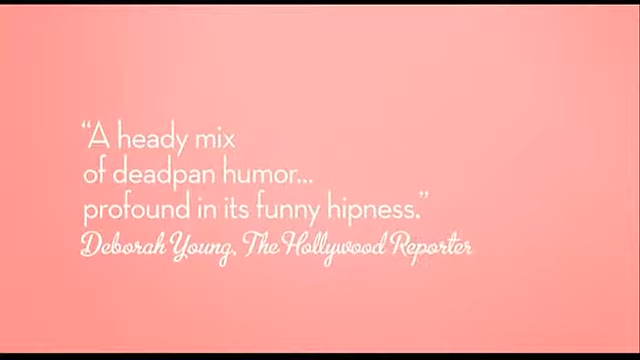 “A heady mix
of deadpan humor...
profound in its funny hipness.”
Deborah Young, The Hollywood Reporter